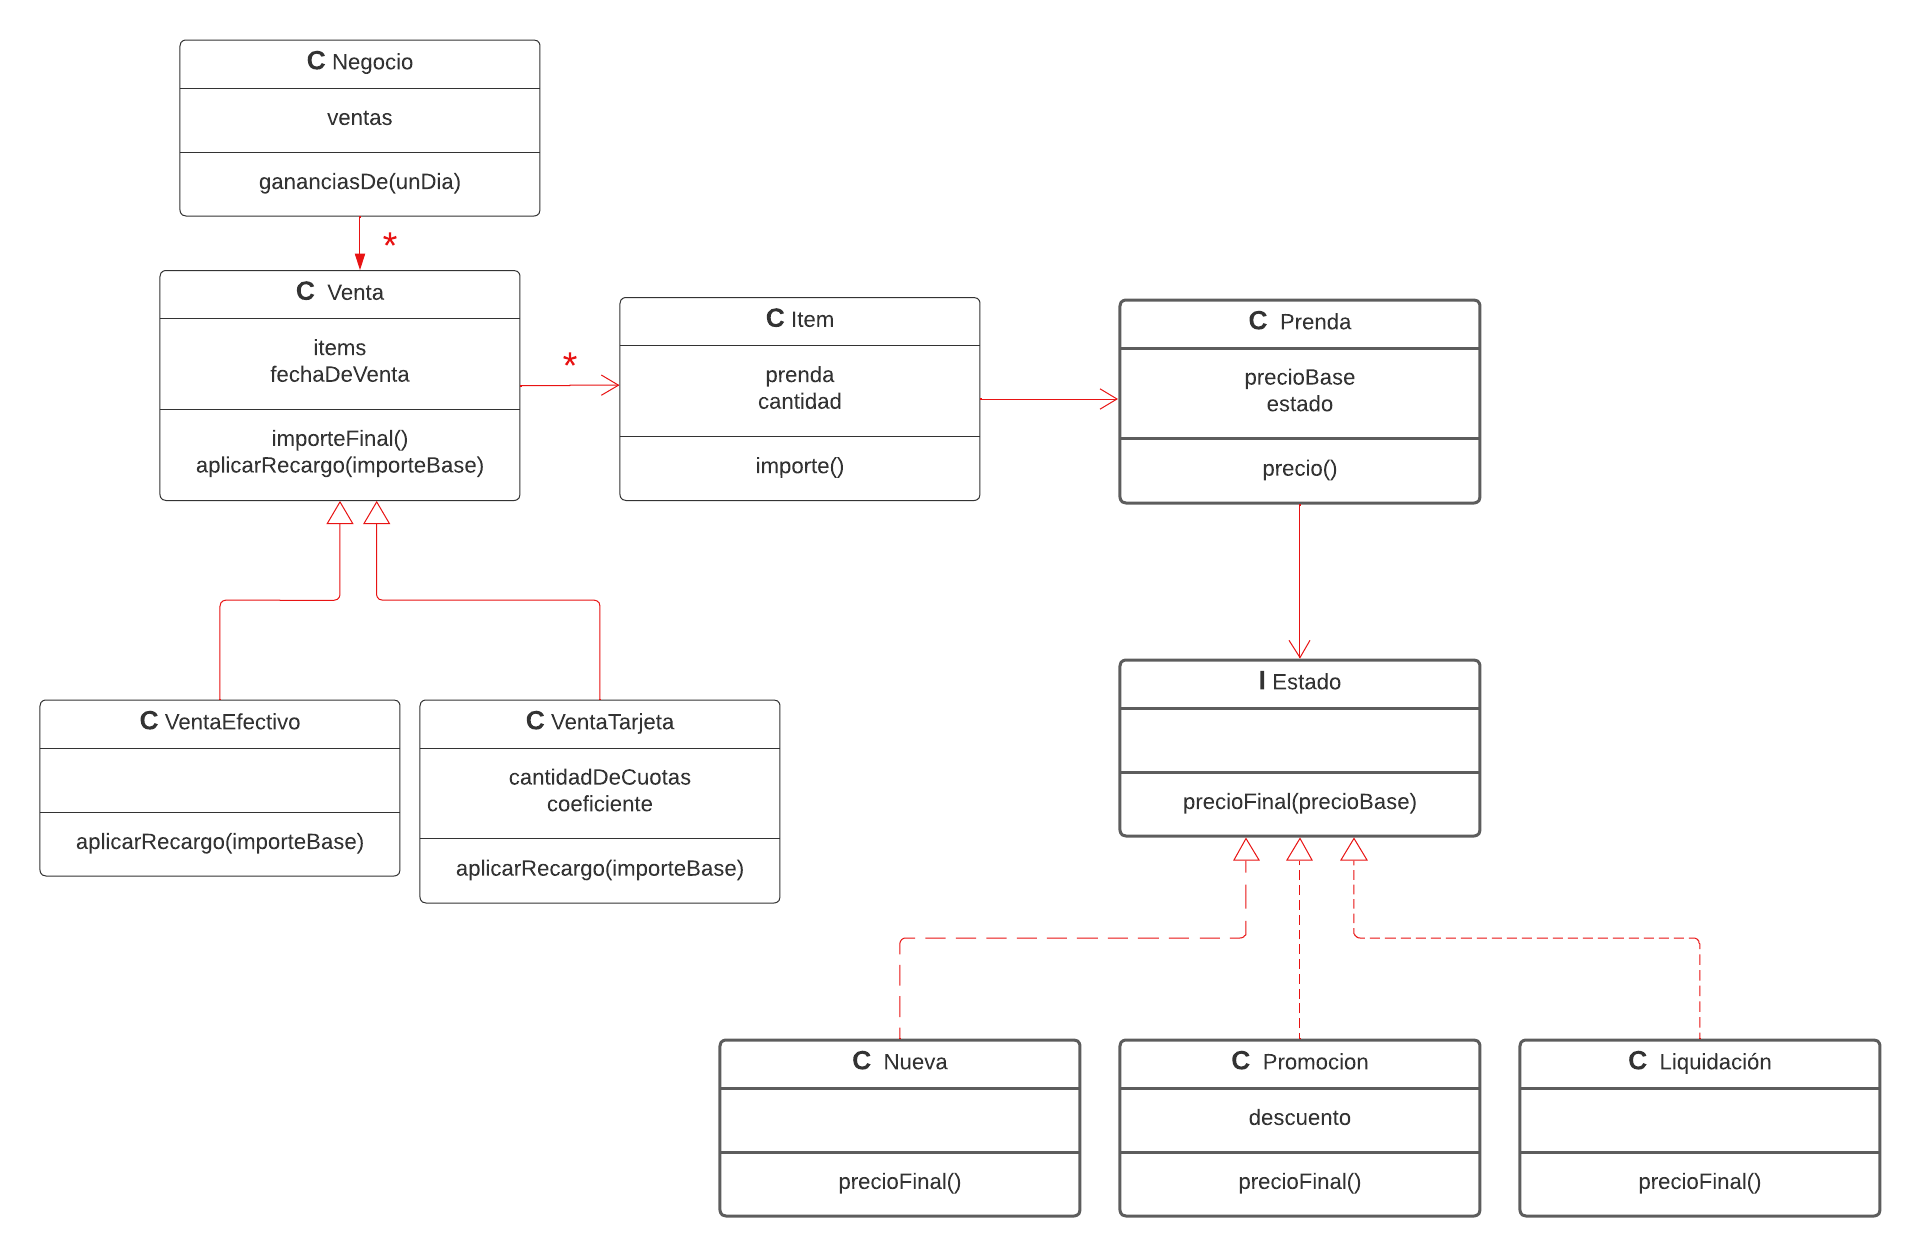 C Negocio
ventas
gananciasDe(unDia)
*
C Venta
items
fechaDeVenta
importeFinal()
aplicarRecargo(importeBase)
*
C Item
prenda
cantidad
importe()
C Prenda
precioBase
estado
precio()
I Estado
precioFinal(precioBase)
C VentaEfectivo
aplicarRecargo(importeBase)
C VentaTarjeta
cantidadDeCuotas
coeficiente
aplicarRecargo(importeBase)
C Nueva
precioFinal()
C Promocion
descuento
precioFinal()
C Liquidación
precioFinal()